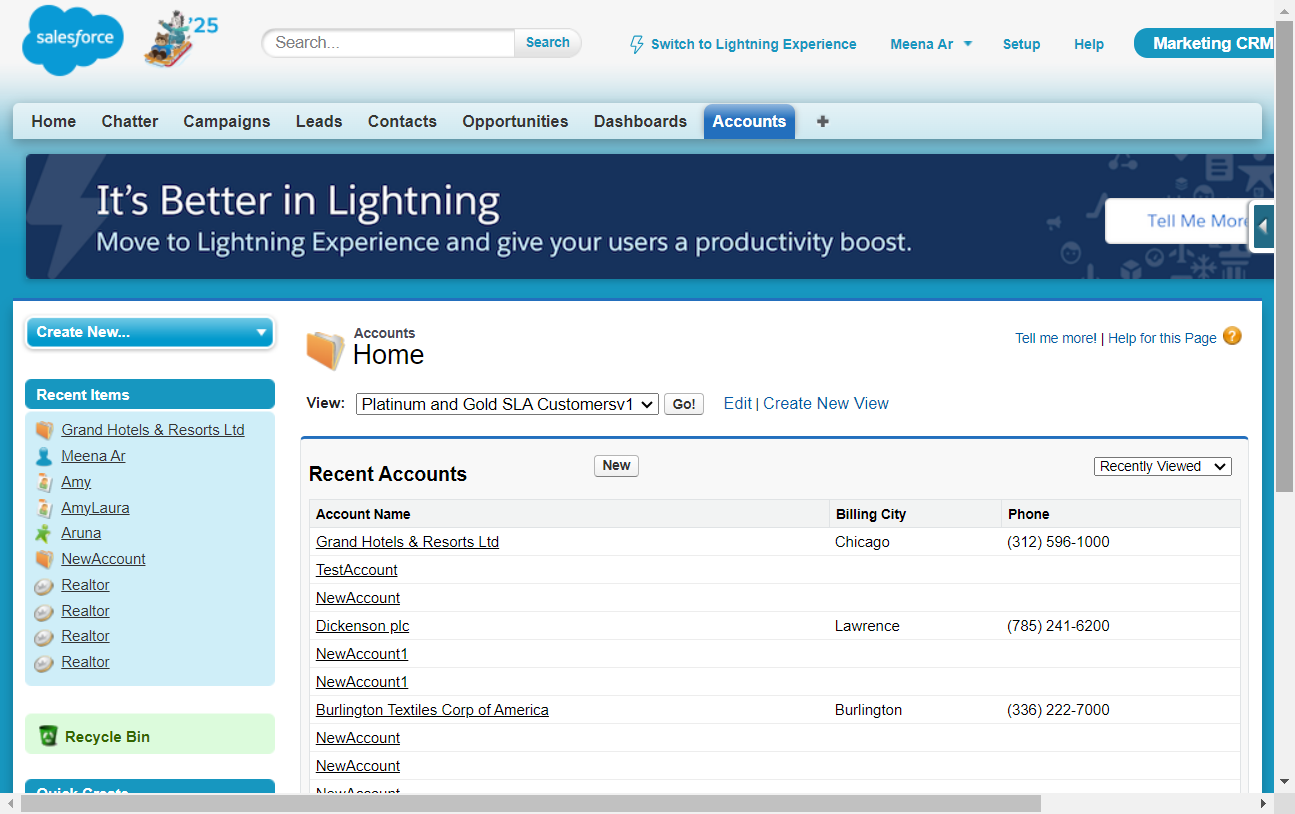 salesforce
'25
Search...
Search
Switch to Lightning Experience
Meena Ar
Setup
Help
Marketing CRM
Home Chatter Campaigns Leads Contacts Opportunities Dashboards Accounts +
It's Better in Lightning
Move to Lightning Experience and give your users a productivity boost.
Tell Me More
Create New...
Recent Items
Grand Hotels & Resorts Ltd
Meena Ar
Amy
AmyLaura
Aruna
NewAccount
Realtor
Realtor
Realtor
Realtor
Recycle Bin
Quick Create
Accounts
Home
Tell me more! | Help for this Page ?
View: Platinum and Gold SLA Customersv1 Go! Edit | Create New View
Recent Accounts
New
Recently Viewed
Account Name Billing City Phone
Grand Hotels & Resorts Ltd Chicago (312) 596-1000
TestAccount
NewAccount
Dickenson plc Lawrence (785) 241-6200
NewAccount1
NewAccount1
Burlington Textiles Corp of America Burlington (336) 222-7000
NewAccount
NewAccount
NewAccount